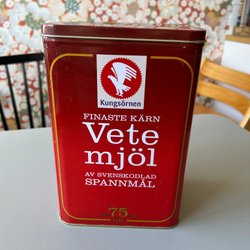 Kungsörnen
FINASTE KÄRN
Vete
mjöl
AV SVENSKODLAD
SPANNMÅL
75